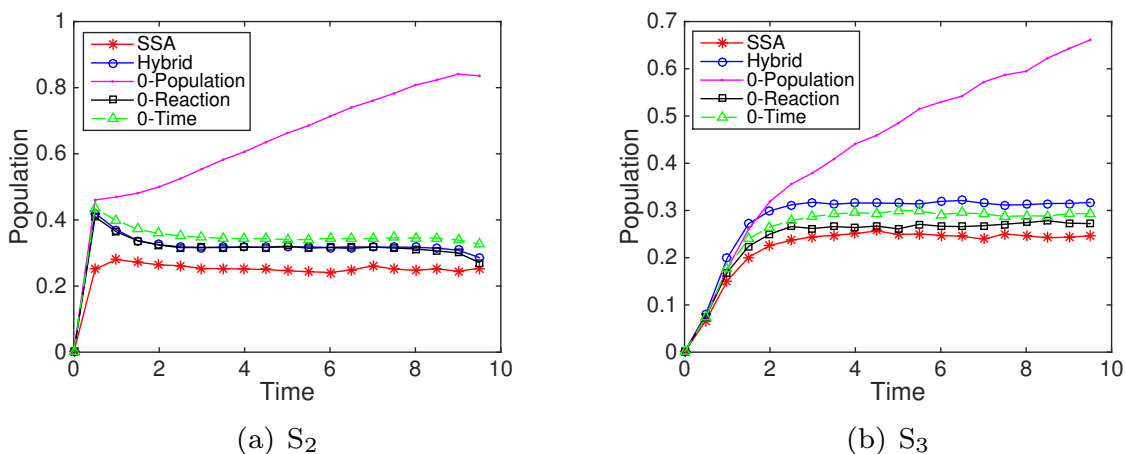 1
0.8
0.6
0.4
0.2
0
Population
SSA
Hybrid
0-Population
0-Reaction
0-Time
0 2 4 6 8 10
Time
(a) S₂
0.7
0.6
0.5
0.4
0.3
0.2
0.1
0
Population
SSA
Hybrid
0-Population
0-Reaction
0-Time
0 2 4 6 8 10
Time
(b) S₃